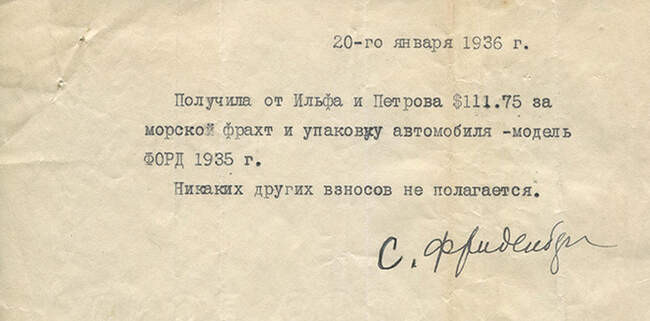 20-го января 1936 г.
Получила от Ильфа и Петрова $111.75 за
морской фрахт и упаковку автомобиля -модель
ФОРД 1935 г.
Никаких других взносов не полагается.
С. Фриденберг